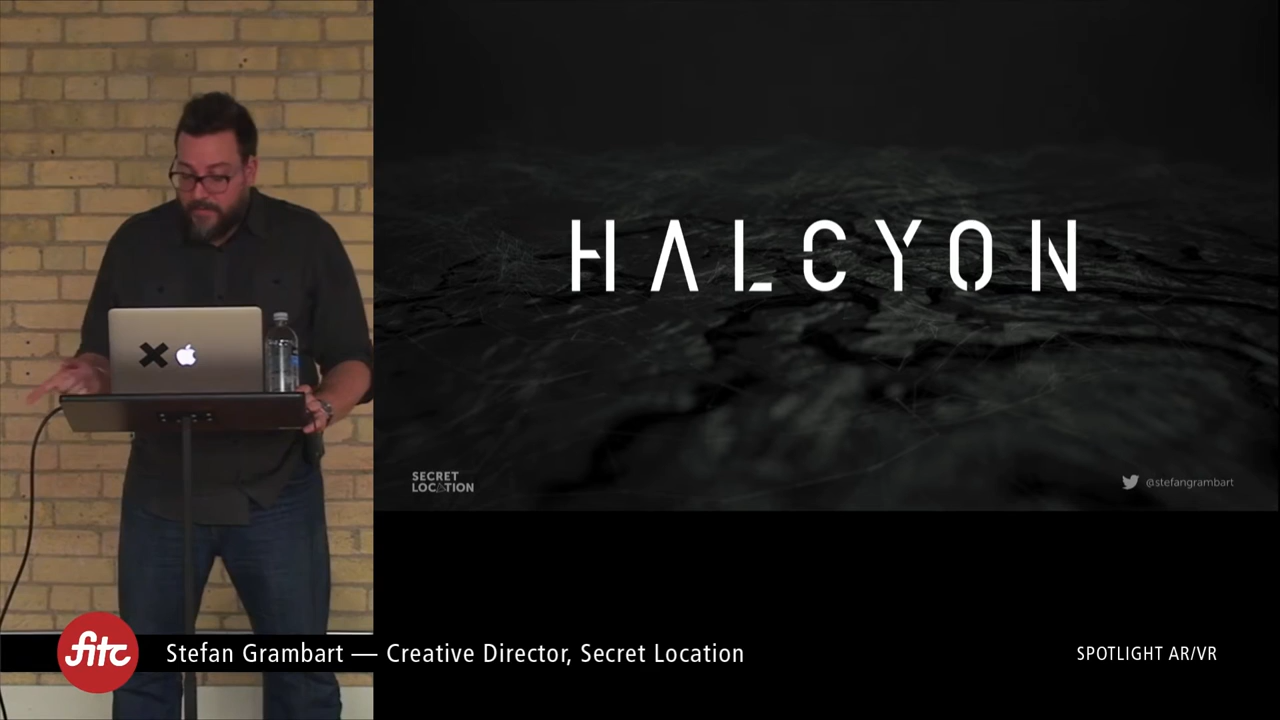 HALCYON
SECRET
LOCATION
@stefangrambart
fitc
Stefan Grambart — Creative Director, Secret Location
SPOTLIGHT AR/VR